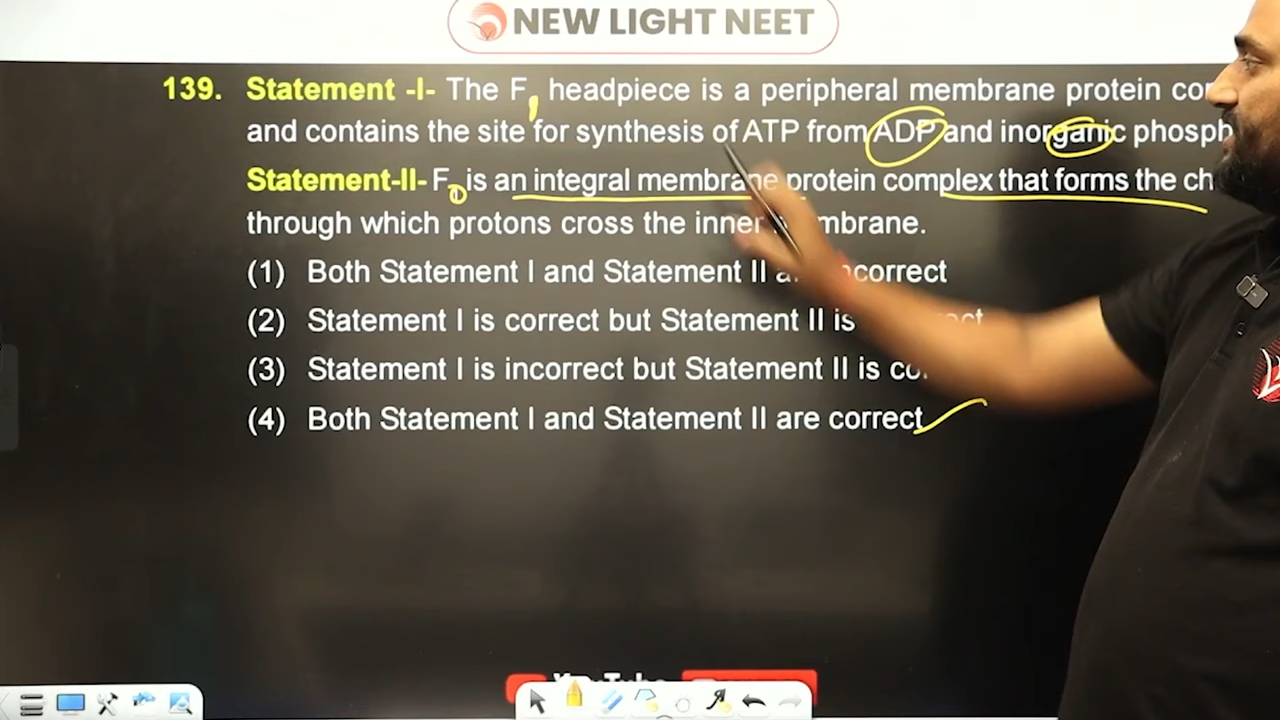 NEW LIGHT NEET
139. Statement -I- The F1 headpiece is a peripheral membrane protein
and contains the site for synthesis of ATP from ADP and inorganic
Statement-II- F0 is an integral membrane protein complex that forms the
through which protons cross the inner
(1) Both Statement I and Statement II
(2) Statement I is correct but Statement II is
(3) Statement I is incorrect but Statement II is
(4) Both Statement I and Statement II are correct